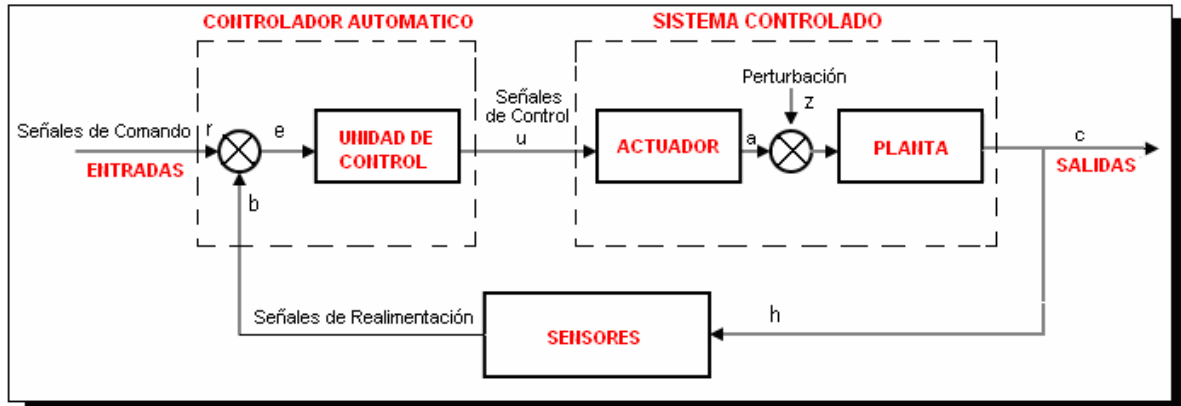 CONTROLADOR AUTOMATICO
SISTEMA CONTROLADO
Señales de Comando
r
e
UNIDAD DE
CONTROL
Señales
de Control
u
ACTUADOR
a
Perturbación
z
PLANTA
c
ENTRADAS
SALIDAS
b
Señales de Realimentación
SENSORES
h